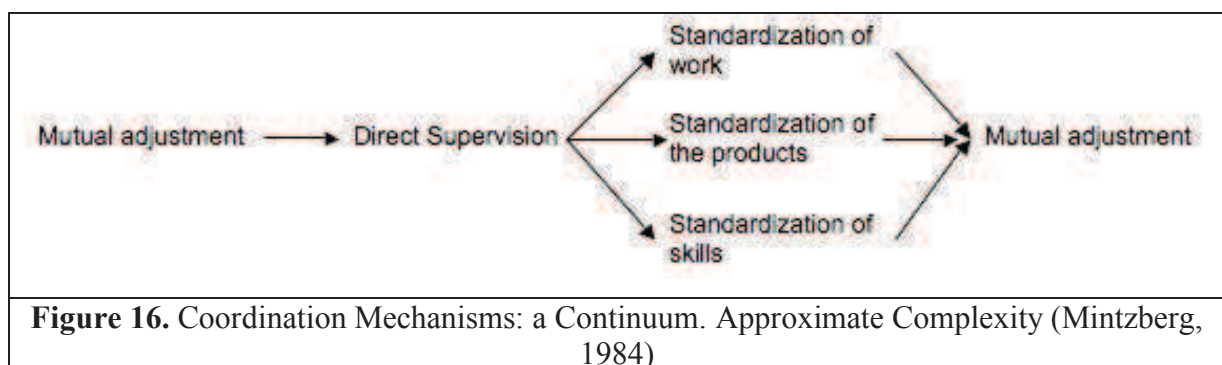 Standardization of
work
Mutual adjustment
Direct Supervision
Standardization of
the products
Mutual adjustment
Standardization of
skills
Figure 16. Coordination Mechanisms: a Continuum. Approximate Complexity (Mintzberg,
1984)